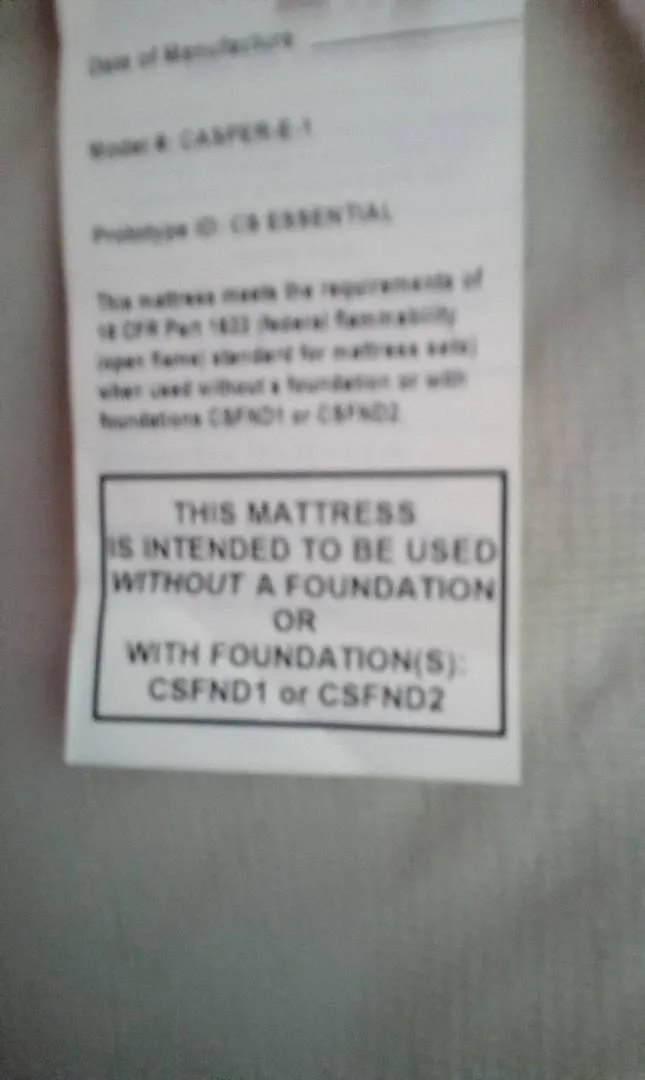 Date of Manufacture
Model #: CASPER-E-1
Prototype ID: CS ESSENTIAL
This mattress meets the requirements of
16 CFR Part 1633 (federal flammability
(open flame) standard for mattress sets)
when used without a foundation or with
foundations CSFND1 or CSFND2.
THIS MATTRESS
IS INTENDED TO BE USED
WITHOUT A FOUNDATION
OR
WITH FOUNDATION(S):
CSFND1 or CSFND2